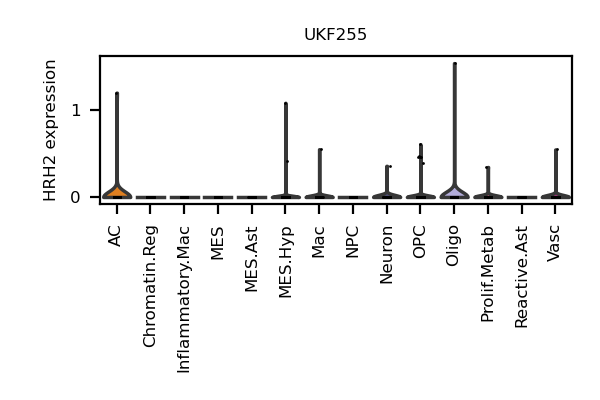 UKF255
HRH2 expression
1
0
AC
Chromatin.Reg
Inflammatory.Mac
MES
MES.Ast
MES.Hyp
Mac
NPC
Neuron
OPC
Oligo
Prolif.Metab
Reactive.Ast
Vasc